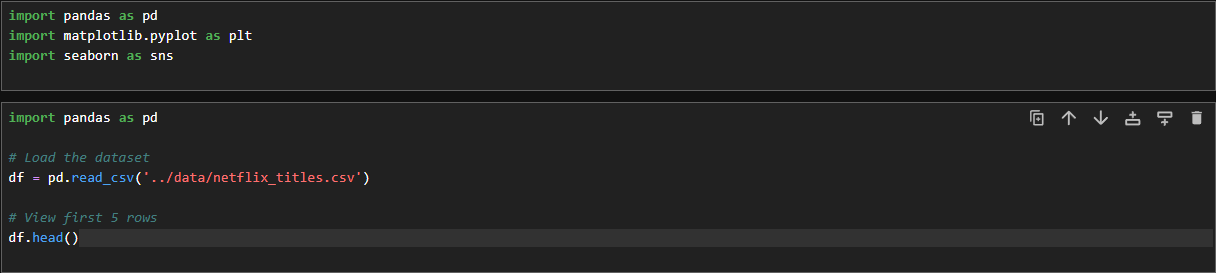 import pandas as pd
import matplotlib.pyplot as plt
import seaborn as sns
import pandas as pd
# Load the dataset
df = pd.read_csv('../data/netflix_titles.csv')
# View first 5 rows
df.head()